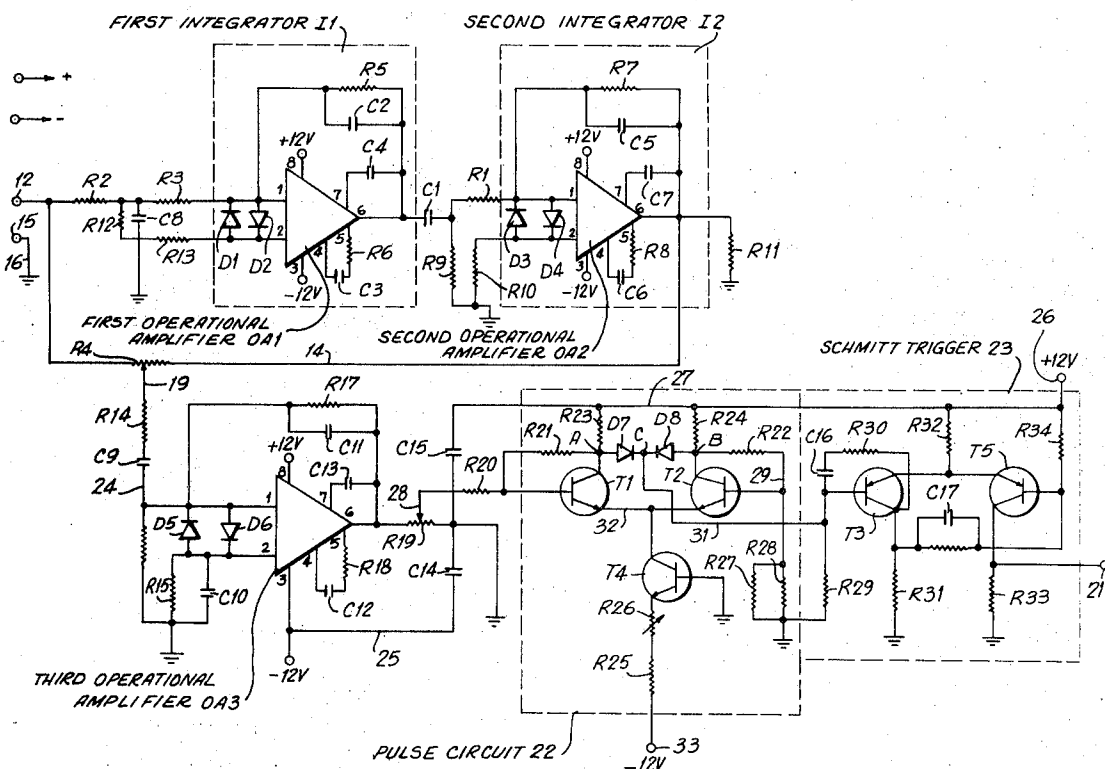 FIRST INTEGRATOR I1
SECOND INTEGRATOR I2
+
-
R5
C2
C4
+12V
8
1
7
6
2
5
4
3
-12V
R6
C3
12
R2
R3
R12
C8
R13
15
16
D1
D2
C1
R1
R9
R10
R7
C5
C7
+12V
8
1
7
6
2
5
4
3
-12V
R8
C6
D3
D4
R11
FIRST OPERATIONAL
AMPLIFIER OA1
SECOND OPERATIONAL
AMPLIFIER OA2
R4
14
19
26
+12V
SCHMITT TRIGGER 23
27
R14
C9
24
R17
C11
C13
+12V
8
1
7
6
2
5
4
3
-12V
D5
D6
R15
C10
R18
C12
25
C15
C14
28
R19
R20
R21
R23
D7
C
D8
R24
R22
A
B
T1
T2
29
32
31
T4
R26
R25
R27
R28
33
-12V
C16
R30
R32
R34
T5
T3
C17
R29
R31
R33
21
THIRD OPERATIONAL
AMPLIFIER OA3
PULSE CIRCUIT 22